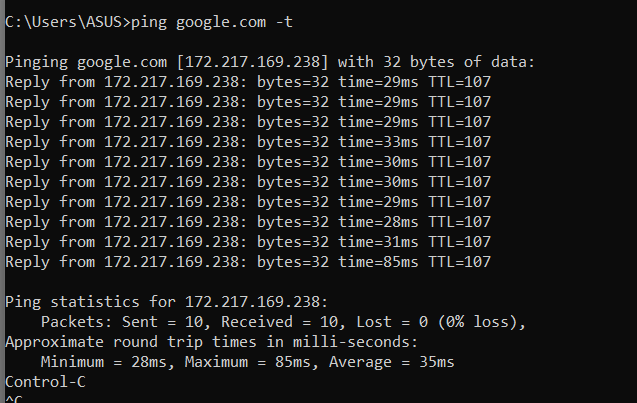 C:\Users\ASUS>ping google.com -t
Pinging google.com [172.217.169.238] with 32 bytes of data:
Reply from 172.217.169.238: bytes=32 time=29ms TTL=107
Reply from 172.217.169.238: bytes=32 time=29ms TTL=107
Reply from 172.217.169.238: bytes=32 time=29ms TTL=107
Reply from 172.217.169.238: bytes=32 time=33ms TTL=107
Reply from 172.217.169.238: bytes=32 time=30ms TTL=107
Reply from 172.217.169.238: bytes=32 time=30ms TTL=107
Reply from 172.217.169.238: bytes=32 time=29ms TTL=107
Reply from 172.217.169.238: bytes=32 time=28ms TTL=107
Reply from 172.217.169.238: bytes=32 time=31ms TTL=107
Reply from 172.217.169.238: bytes=32 time=85ms TTL=107
Ping statistics for 172.217.169.238:
    Packets: Sent = 10, Received = 10, Lost = 0 (0% loss),
Approximate round trip times in milli-seconds:
    Minimum = 28ms, Maximum = 85ms, Average = 35ms
Control-C
^C